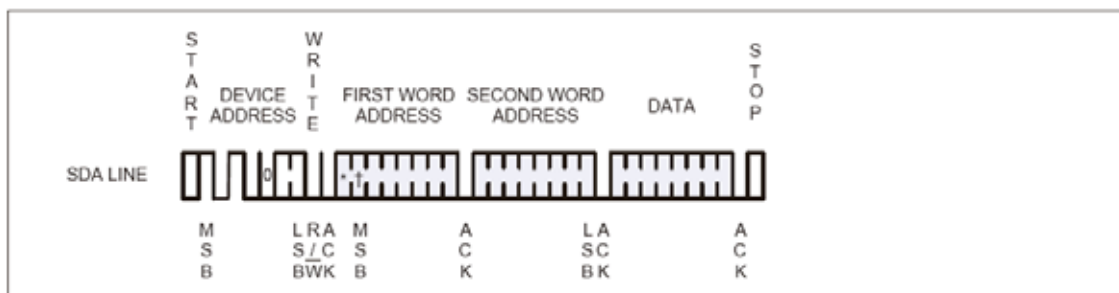 START
WRITE
STOP
DEVICE ADDRESS
FIRST WORD ADDRESS
SECOND WORD ADDRESS
DATA
SDA LINE
0
* †
MSB
LSB
R/W
ACK
MSB
ACK
LSB
ACK
ACK